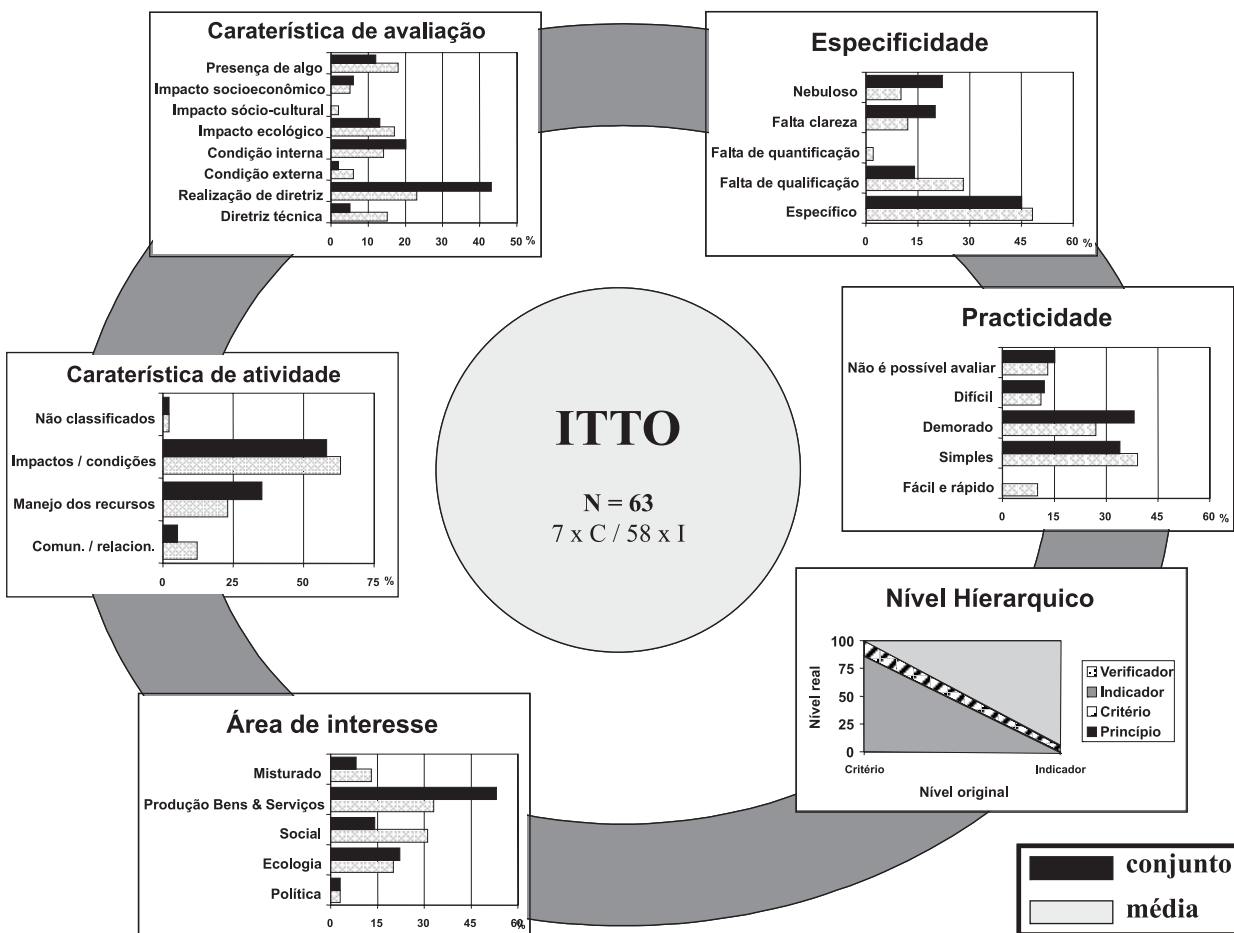 Caraterística de avaliação
Presença de algo
Impacto socioeconômico
Impacto sócio-cultural
Impacto ecológico
Condição interna
Condição externa
Realização de diretriz
Diretriz técnica
0 10 20 30 40 50 %
Especificidade
Nebuloso
Falta clareza
Falta de quantificação
Falta de qualificação
Específico
0 15 30 45 60 %
Practicidade
Não é possível avaliar
Difícil
Demorado
Simples
Fácil e rápido
0 15 30 45 60 %
Caraterística de atividade
Não classificados
Impactos / condições
Manejo dos recursos
Comun. / relacion.
0 25 50 75 %
ITTO
N = 63
7 x C / 58 x I
Nível Híerarquico
Nível real
100
75
50
25
0
Critério Indicador
Nível original
Verificador
Indicador
Critério
Princípio
Área de interesse
Misturado
Produção Bens & Serviços
Social
Ecologia
Política
0 15 30 45 60 %
conjunto
média